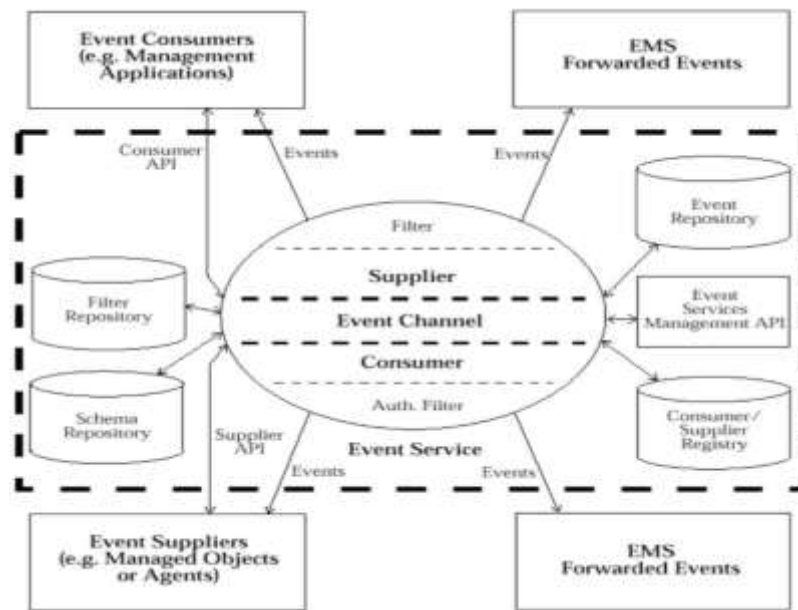 Event Consumers
(e.g. Management
Applications)
EMS
Forwarded Events
Consumer
API
Events
Events
Filter
Event
Repository
Supplier
Filter
Repository
Event Channel
Event
Services
Management API
Consumer
Schema
Repository
Auth. Filter
Consumer/
Supplier
Registry
Supplier
API
Event Service
Events
Events
Event Suppliers
(e.g. Managed Objects
or Agents)
EMS
Forwarded Events